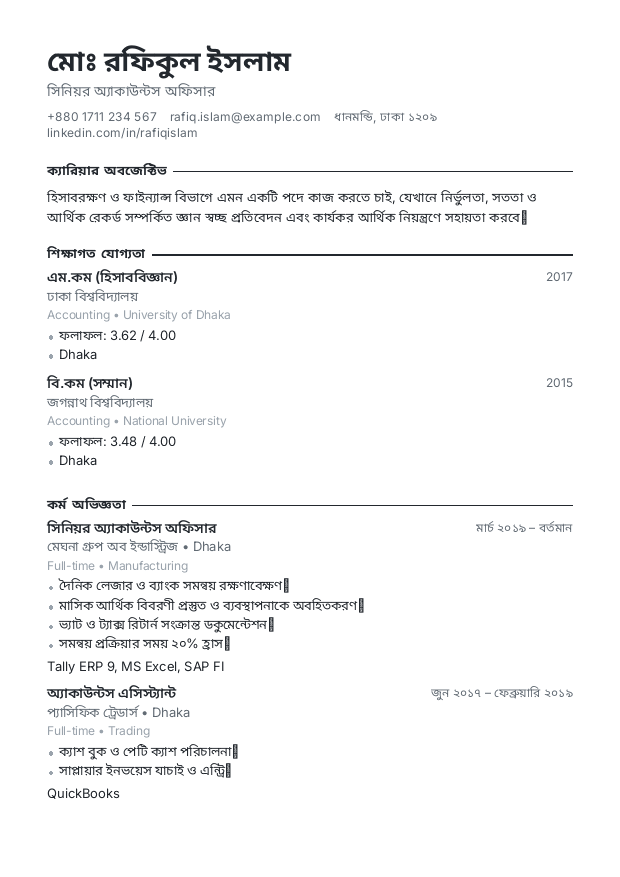 মোঃ রফিকুল ইসলাম
সিনিয়র অ্যাকাউন্টস অফিসার
+880 1711 234 567 rafiq.islam@example.com ধানমন্ডি, ঢাকা ১২০৯
linkedin.com/in/rafiqislam
ক্যারিয়ার অবজেক্টিভ
হিসাবরক্ষণ ও ফাইন্যান্স বিভাগে এমন একটি পদে কাজ করতে চাই, যেখানে নির্ভুলতা, সততা ও
আর্থিক রেকর্ড সম্পর্কিত জ্ঞান স্বচ্ছ প্রতিবেদন এবং কার্যকর আর্থিক নিয়ন্ত্রণে সহায়তা করবে
শিক্ষাগত যোগ্যতা
এম.কম (হিসাববিজ্ঞান) 2017
ঢাকা বিশ্ববিদ্যালয়
Accounting • University of Dhaka
• ফলাফল: 3.62 / 4.00
• Dhaka
বি.কম (সম্মান) 2015
জগন্নাথ বিশ্ববিদ্যালয়
Accounting • National University
• ফলাফল: 3.48 / 4.00
• Dhaka
কর্ম অভিজ্ঞতা
সিনিয়র অ্যাকাউন্টস অফিসার মার্চ ২০১৯ – বর্তমান
মেঘনা গ্রুপ অব ইন্ডাস্ট্রিজ • Dhaka
Full-time • Manufacturing
• দৈনিক লেজার ও ব্যাংক সমন্বয় রক্ষণাবেক্ষণ
• মাসিক আর্থিক বিবরণী প্রস্তুত ও ব্যবস্থাপনাকে অবহিতকরণ
• ভ্যাট ও ট্যাক্স রিটার্ন সংক্রান্ত ডকুমেন্টেশন
• সমন্বয় প্রক্রিয়ার সময় ২০% হ্রাস
Tally ERP 9, MS Excel, SAP FI
অ্যাকাউন্টস এসিস্ট্যান্ট জুন ২০১৭ – ফেব্রুয়ারি ২০১৯
প্যাসিফিক ট্রেডার্স • Dhaka
Full-time • Trading
• ক্যাশ বুক ও পেটি ক্যাশ পরিচালনা
• সাপ্লায়ার ইনভয়েস যাচাই ও এন্ট্রি
QuickBooks